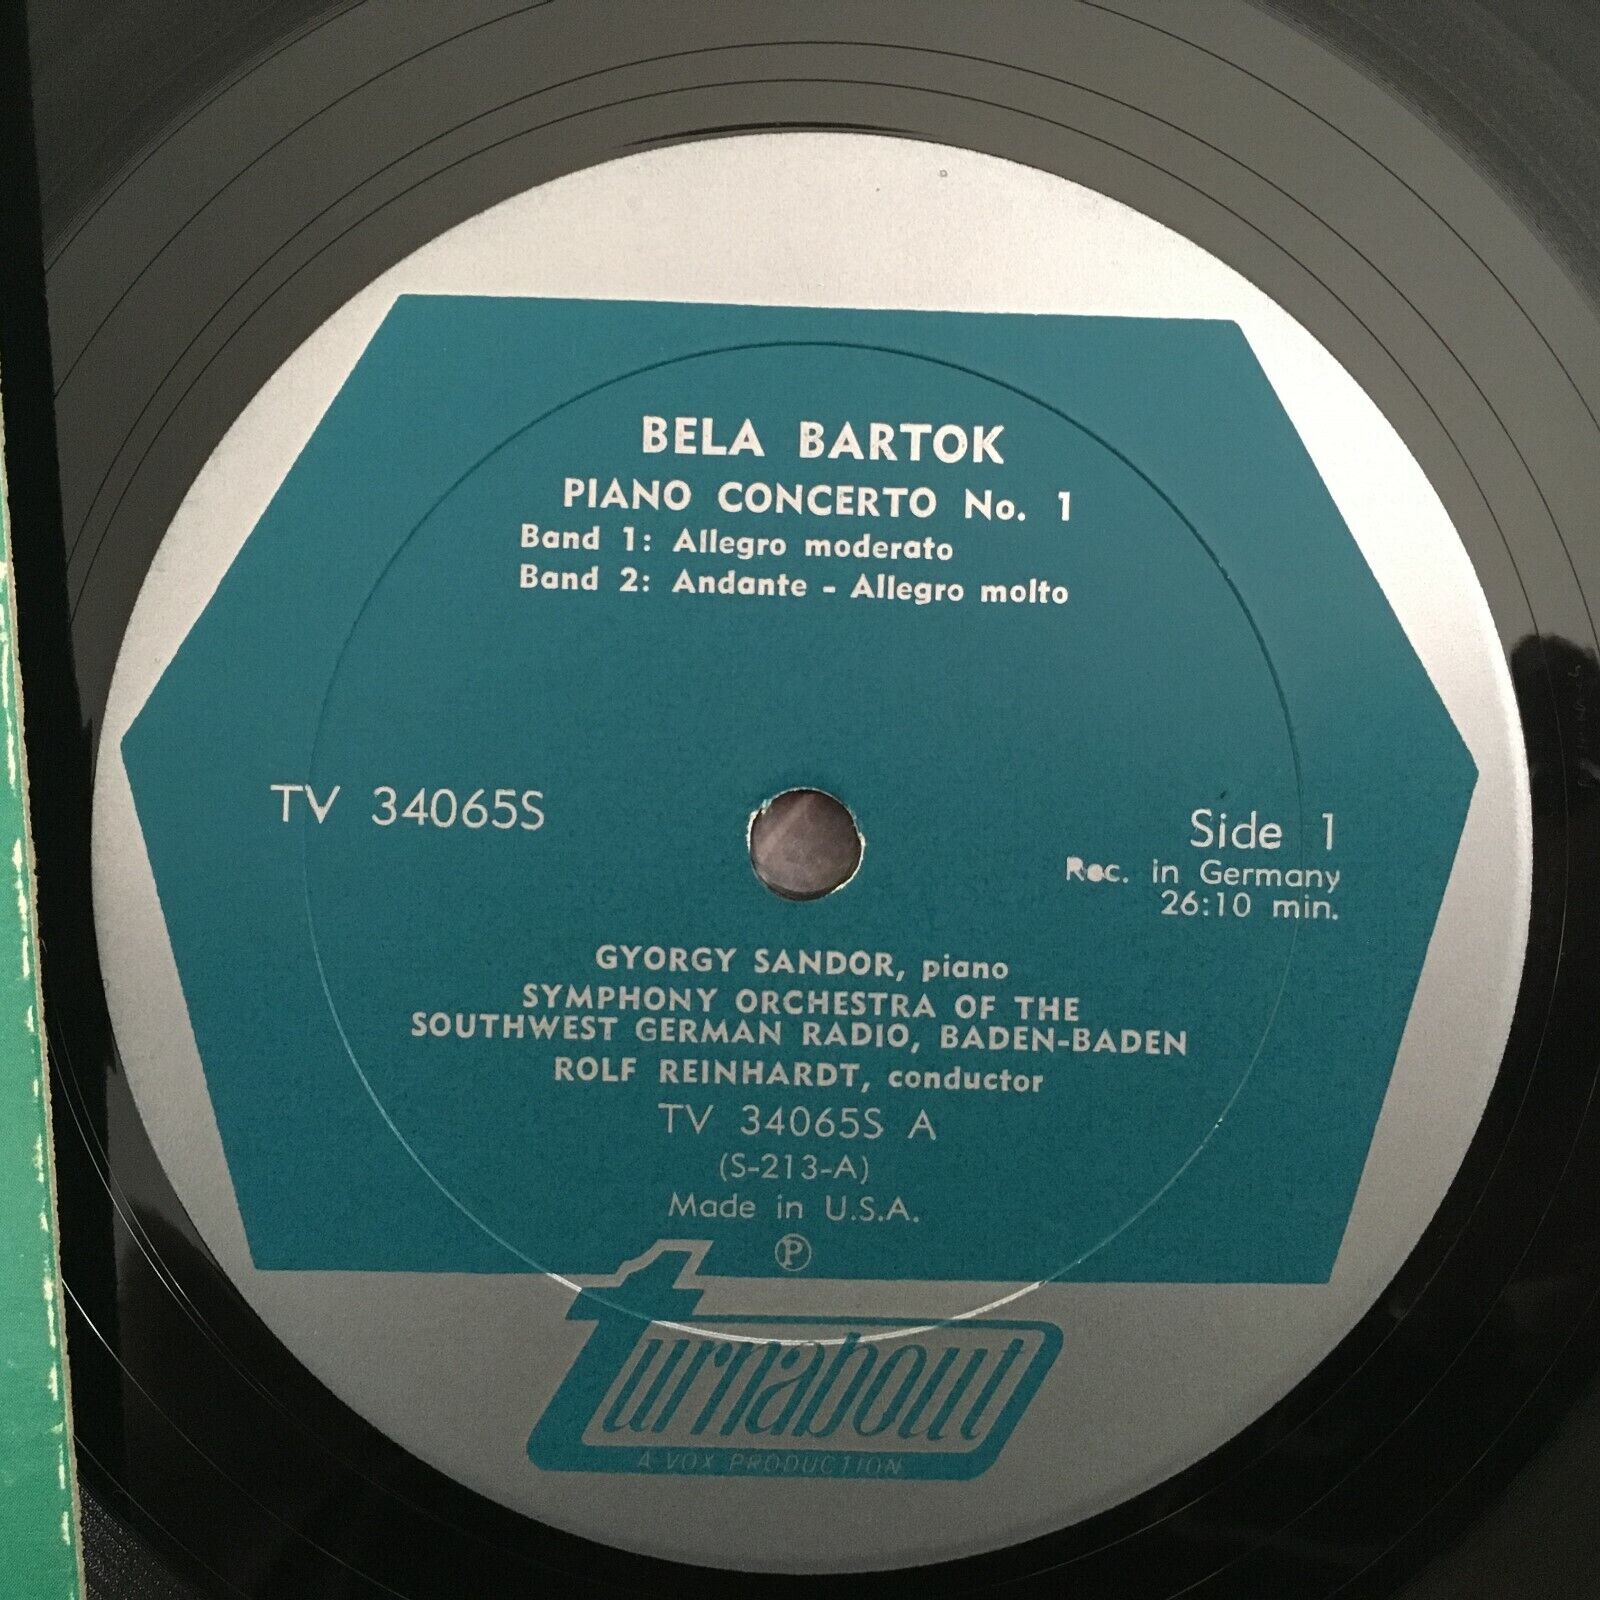 BELA BARTOK
PIANO CONCERTO No. 1
Band 1: Allegro moderato
Band 2: Andante - Allegro molto
TV 34065S
Side 1
Rec. in Germany
26:10 min.
GYORGY SANDOR, piano
SYMPHONY ORCHESTRA OF THE
SOUTHWEST GERMAN RADIO, BADEN-BADEN
ROLF REINHARDT, conductor
TV 34065S A
(S-213-A)
Made in U.S.A.
Ⓟ
turnabout
A VOX PRODUCTION